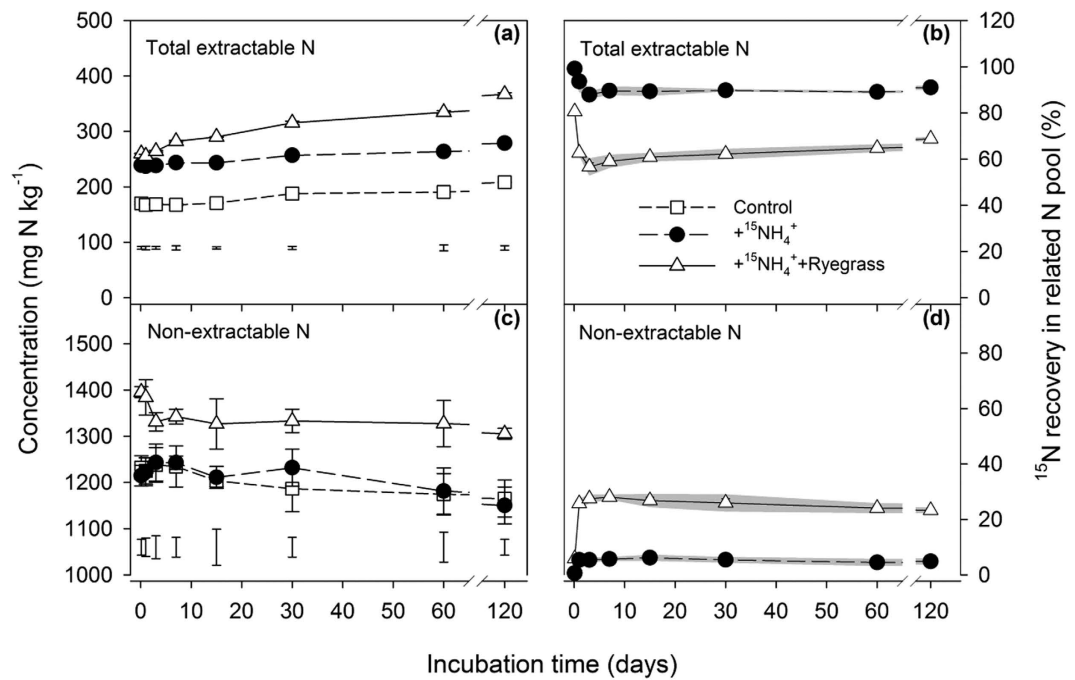 500
400
300
200
100
0
(a)
Total extractable N
(b)
Total extractable N
Control
+¹⁵NH₄⁺
+¹⁵NH₄⁺+Ryegrass
120
100
80
60
40
20
0
(c)
Non-extractable N
1500
1400
1300
1200
1100
1000
(d)
Non-extractable N
80
60
40
20
0
0 10 20 30 40 50 60 120
0 10 20 30 40 50 60 120
Concentration (mg N kg⁻¹)
¹⁵N recovery in related N pool (%)
Incubation time (days)